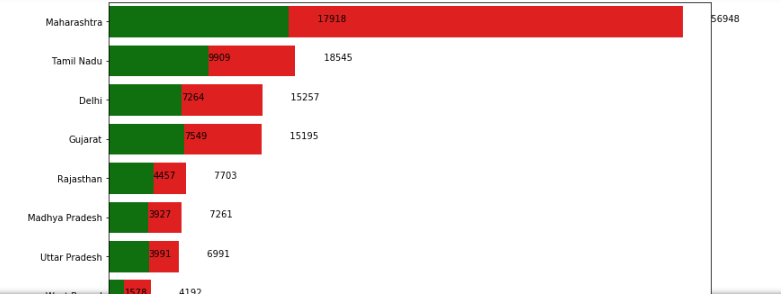 Maharashtra 17918 56948
Tamil Nadu 9909 18545
Delhi 7264 15257
Gujarat 7549 15195
Rajasthan 4457 7703
Madhya Pradesh 3927 7261
Uttar Pradesh 3991 6991
1578 4192